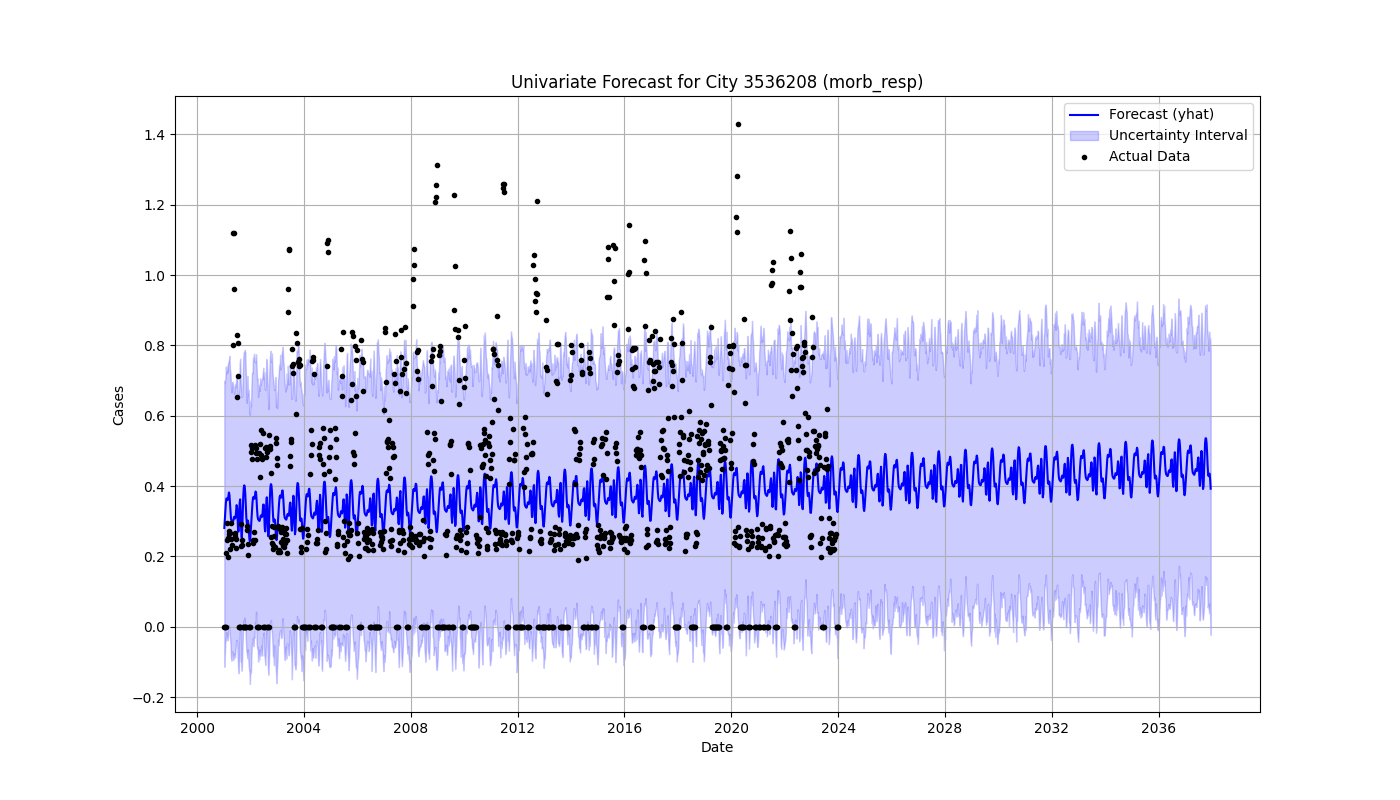 Univariate Forecast for City 3536208 (morb_resp)
Forecast (yhat)
Uncertainty Interval
Actual Data
1.4
1.2
1.0
0.8
0.6
0.4
0.2
0.0
−0.2
Cases
2000 2004 2008 2012 2016 2020 2024 2028 2032 2036
Date